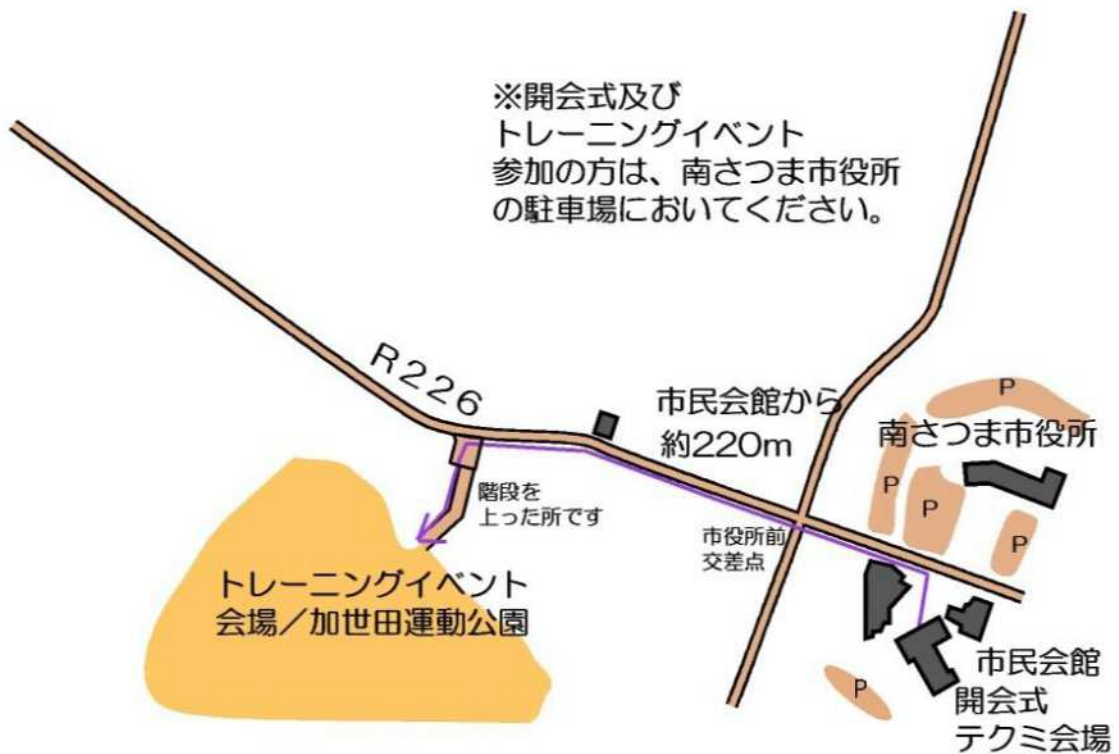 ※開会式及び
トレーニングイベント
参加の方は、南さつま市役所
の駐車場においてください。
R226
市民会館から
約220m
P
南さつま市役所
P
P
P
階段を
上った所です
市役所前
交差点
トレーニングイベント
会場／加世田運動公園
P
市民会館
開会式
テクミ会場